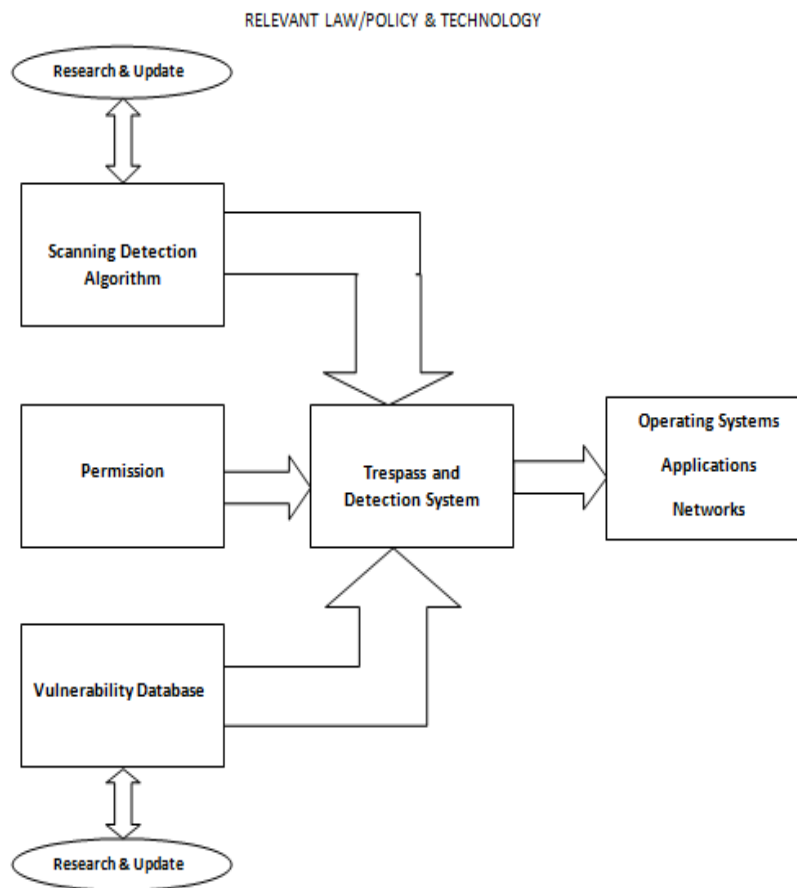 RELEVANT LAW/POLICY & TECHNOLOGY
Research & Update
Scanning Detection
Algorithm
Permission
Trespass and
Detection System
Operating Systems
Applications
Networks
Vulnerability Database
Research & Update